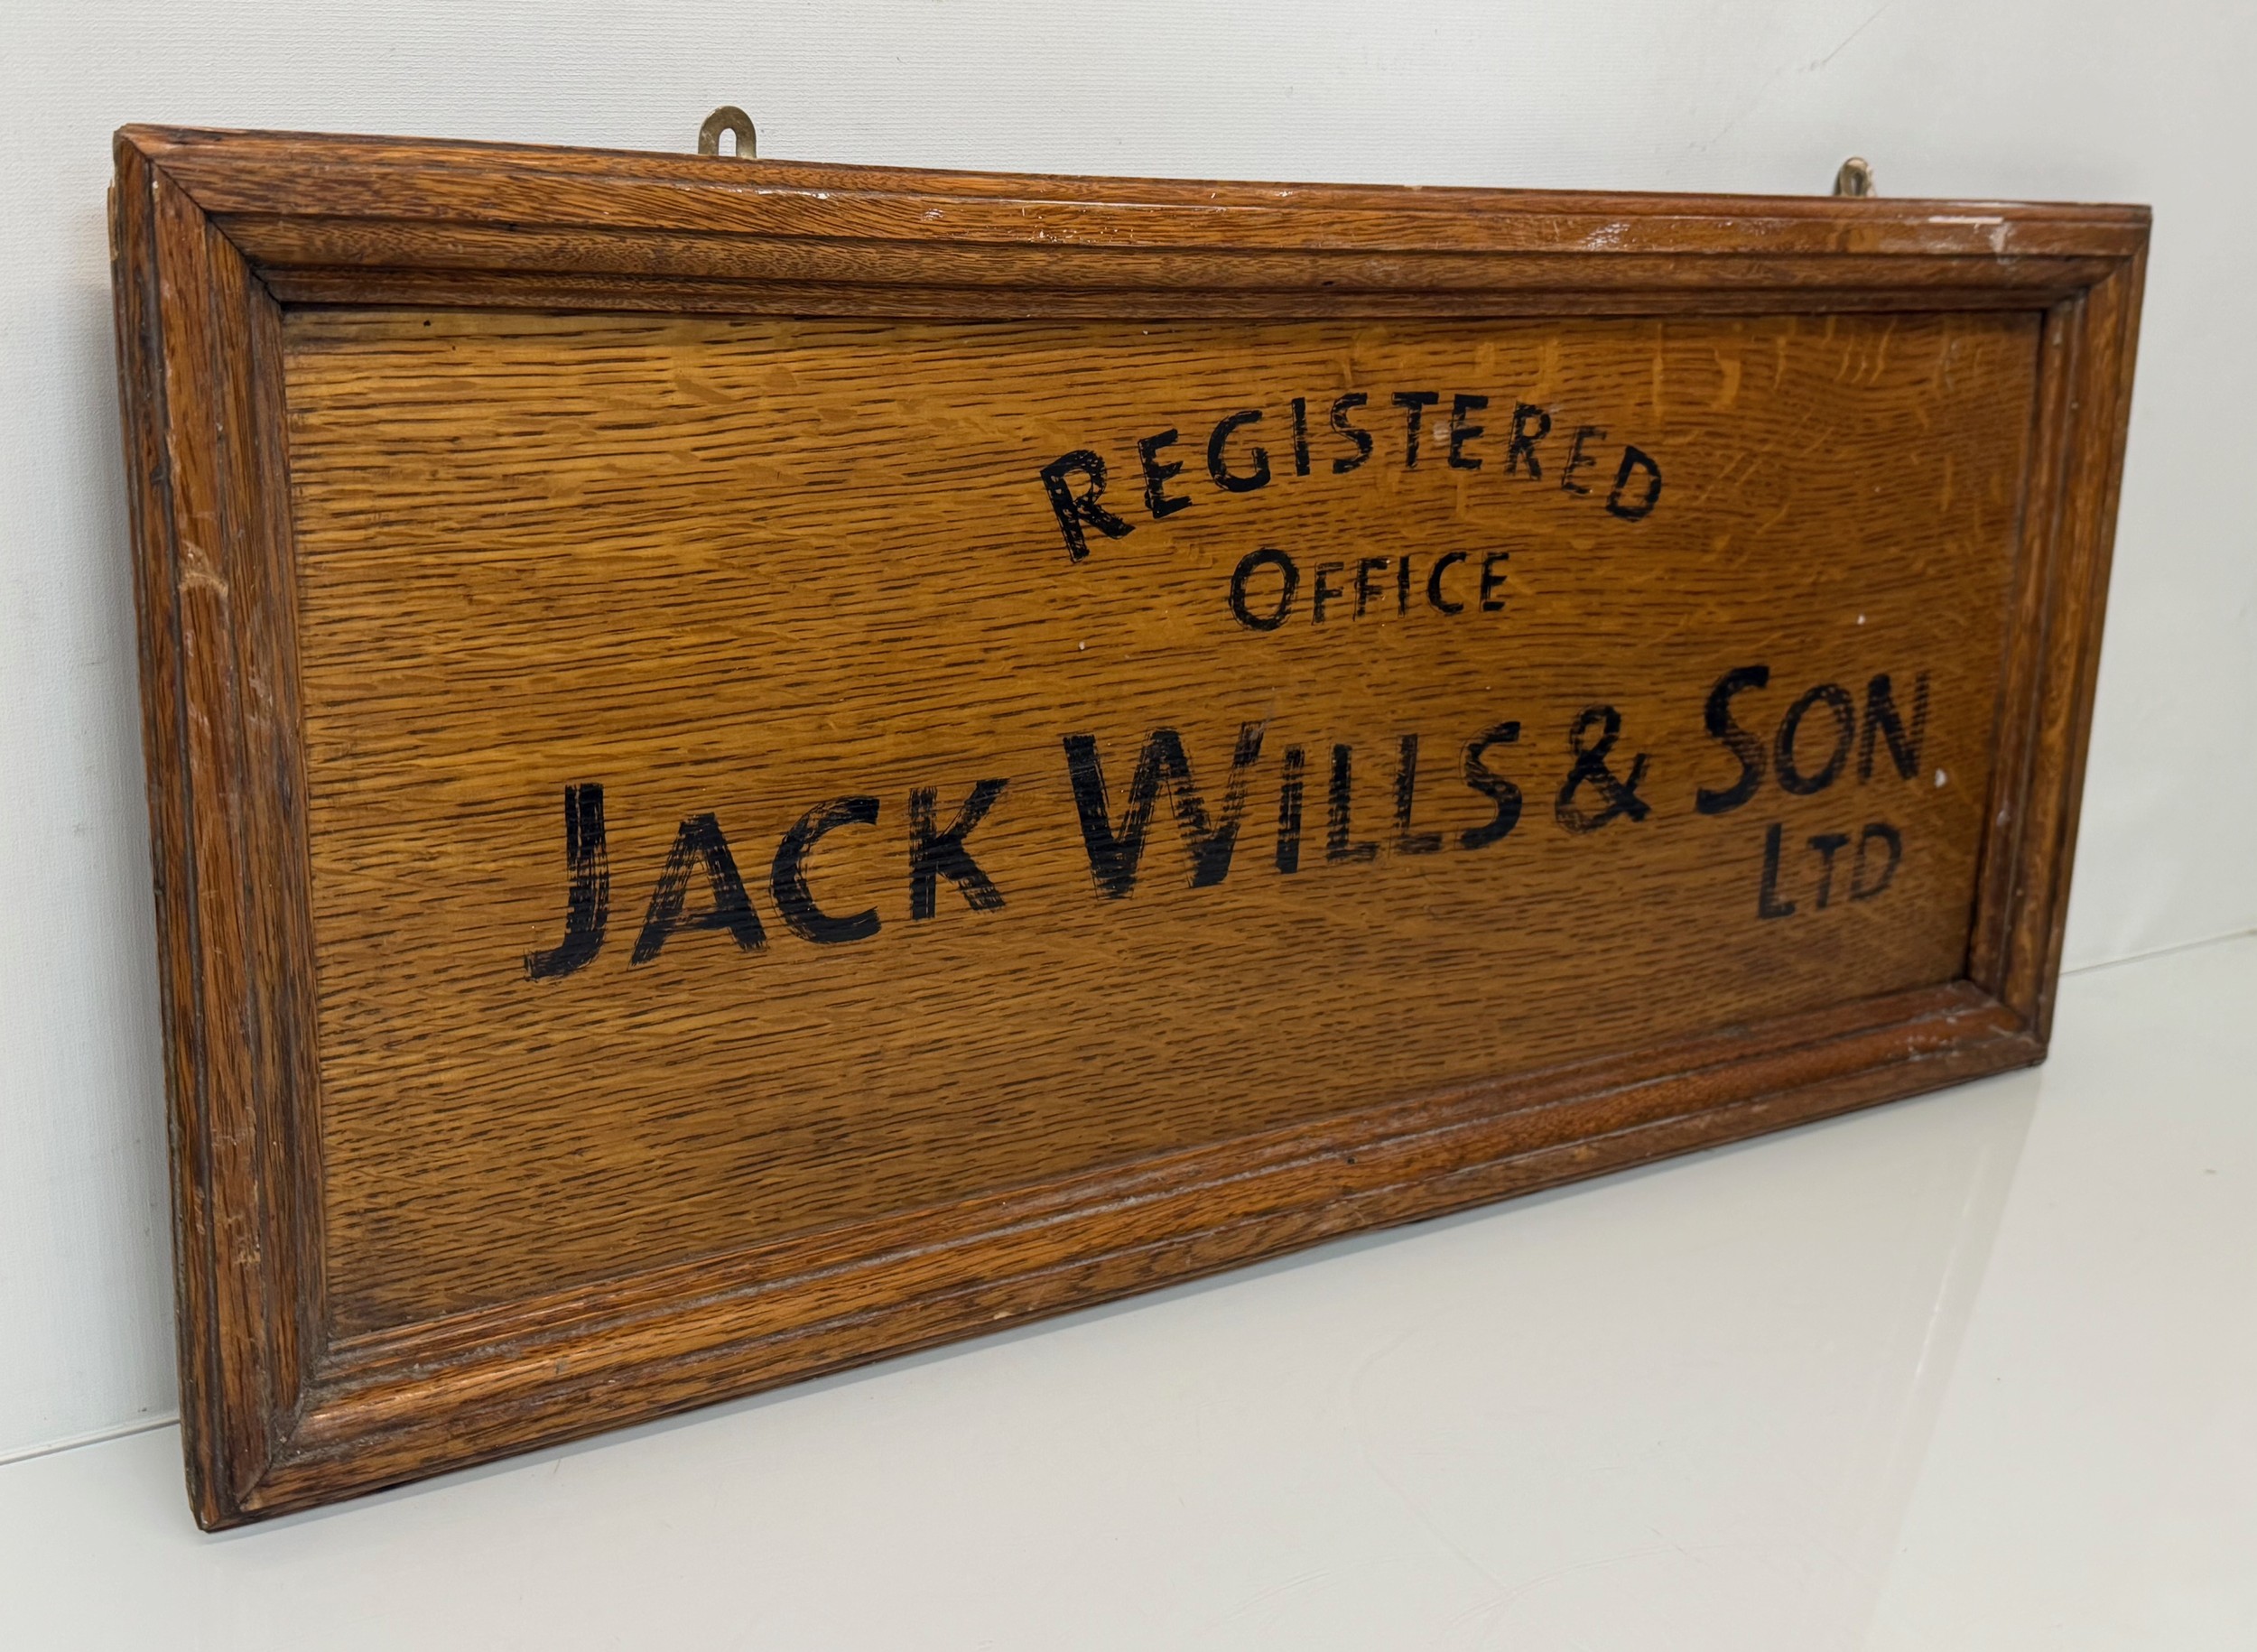 REGISTERED
OFFICE
JACK WILLS & SON
LTD